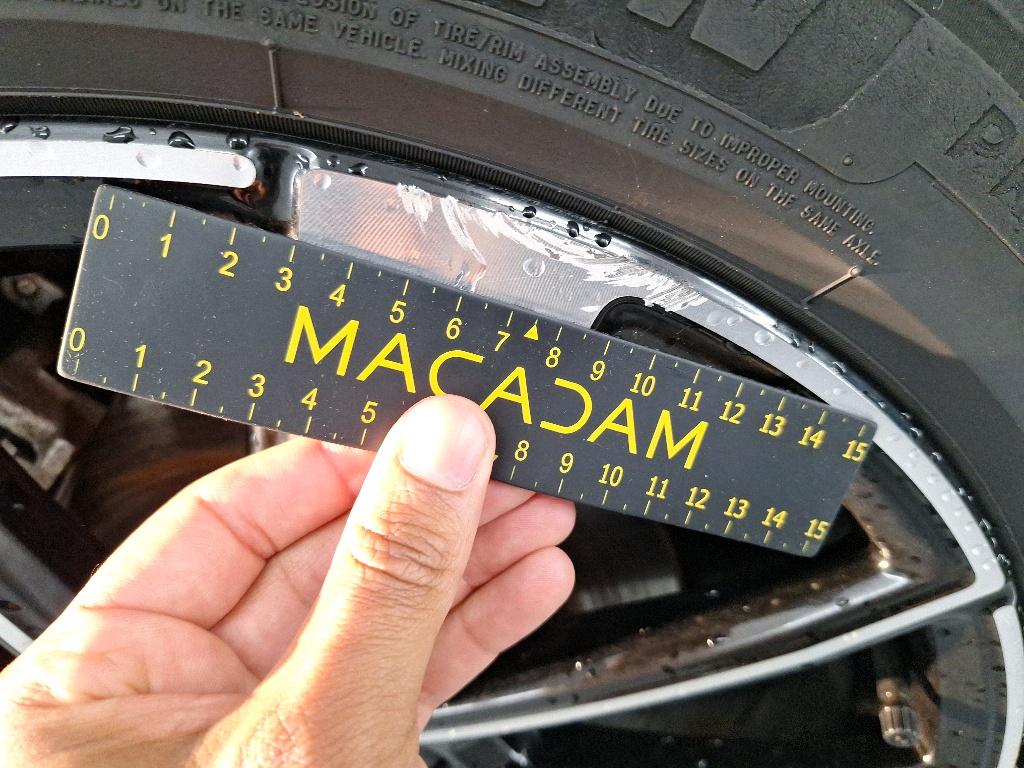 OSION OF TIRE/RIM ASSEMBLY DUE TO IMPROPER MOUNTING.
ON THE SAME VEHICLE. MIXING DIFFERENT TIRE SIZES ON THE SAME AXLE
0 1 2 3 4 5 6 7 8 9 10 11 12 13 14 15
MACADAM
0 1 2 3 4 5 8 9 10 11 12 13 14 15